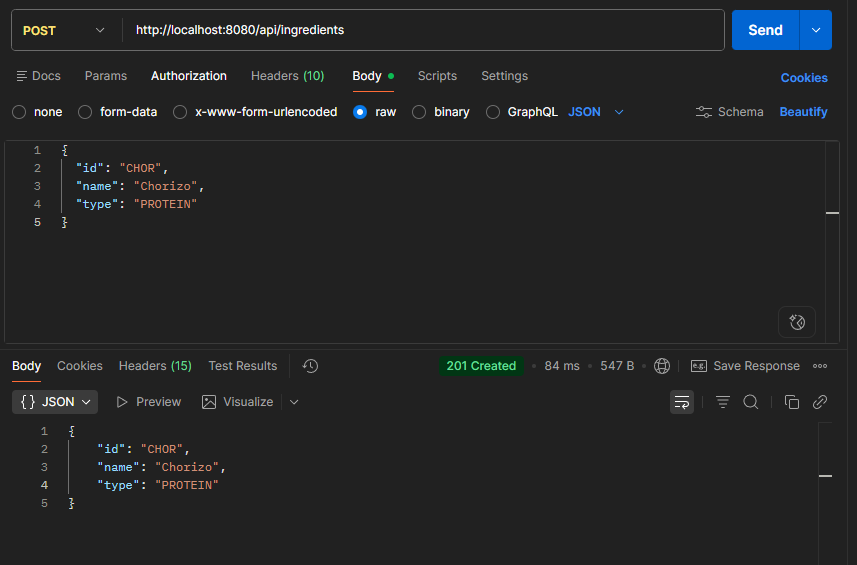 POST http://localhost:8080/api/ingredients Send
Docs Params Authorization Headers (10) Body Scripts Settings Cookies
none form-data x-www-form-urlencoded raw binary GraphQL JSON Schema Beautify
1 {
2 "id": "CHOR",
3 "name": "Chorizo",
4 "type": "PROTEIN"
5 }
Body Cookies Headers (15) Test Results 201 Created • 84 ms • 547 B e.g. Save Response
{} JSON Preview Visualize
1 {
2 "id": "CHOR",
3 "name": "Chorizo",
4 "type": "PROTEIN"
5 }